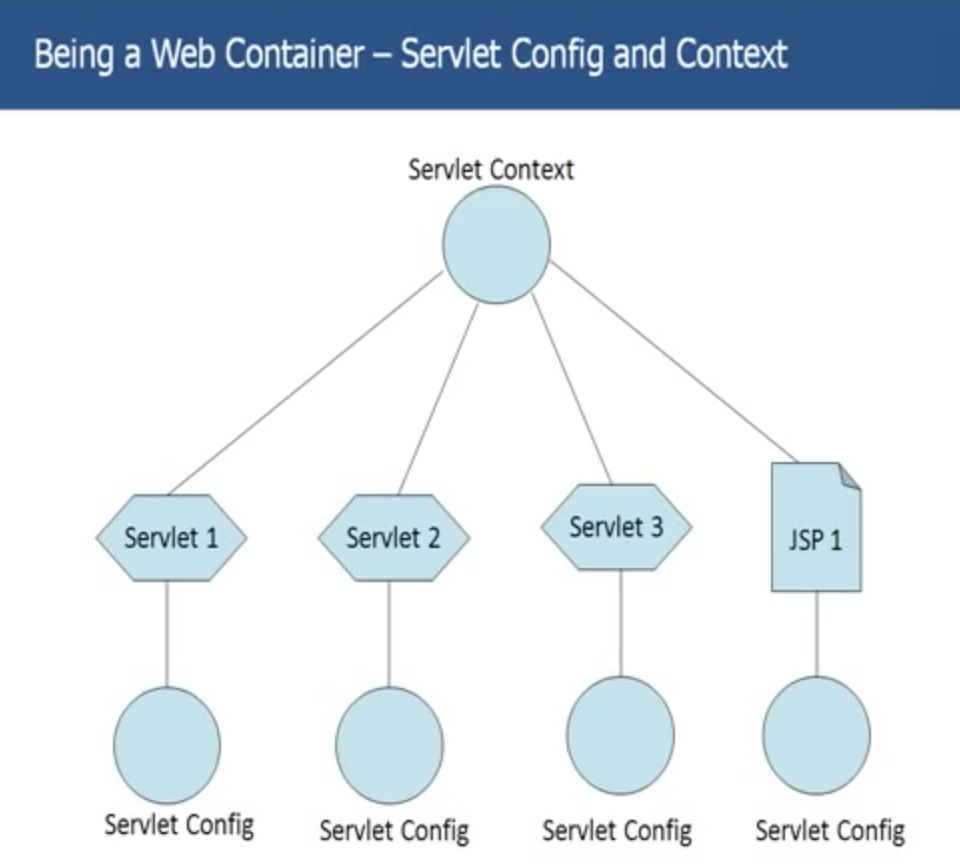 Being a Web Container – Servlet Config and Context
Servlet Context
Servlet 1
Servlet 2
Servlet 3
JSP 1
Servlet Config
Servlet Config
Servlet Config
Servlet Config